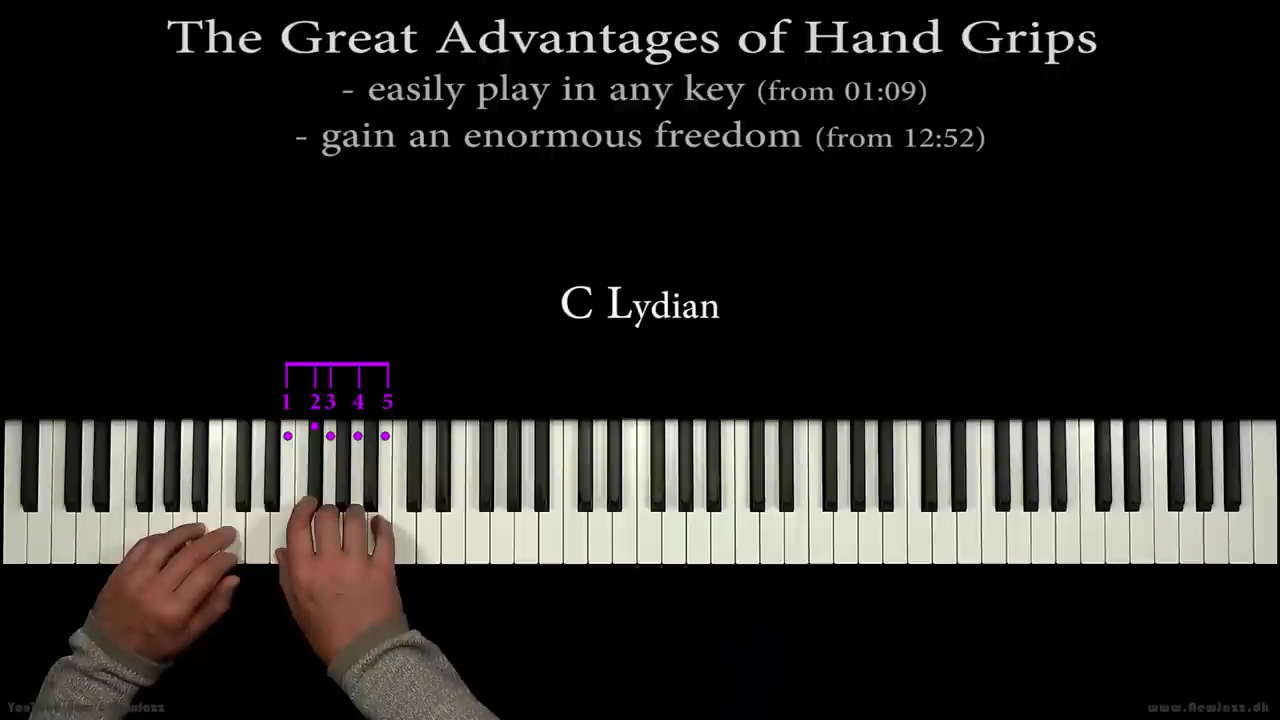 The Great Advantages of Hand Grips
- easily play in any key (from 01:09)
- gain an enormous freedom (from 12:52)
C Lydian
1 2 3 4 5
www.NewJazz.dk